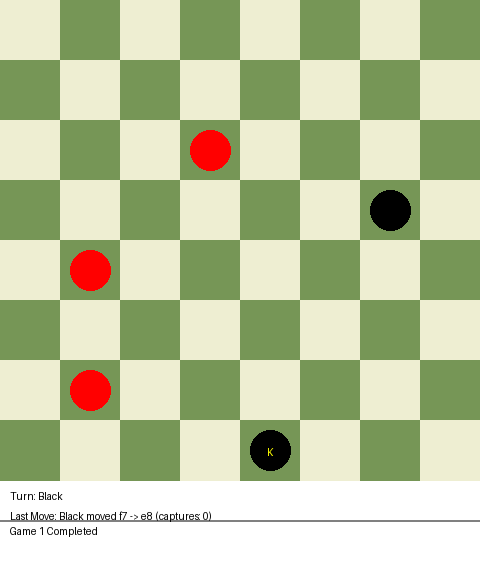 K
Turn: Black
Last Move: Black moved f7 -> e8 (captures: 0)
Game 1 Completed